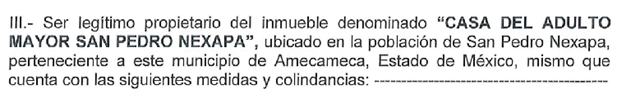 III.- Ser legítimo propietario del inmueble denominado “CASA DEL ADULTO
MAYOR SAN PEDRO NEXAPA”, ubicado en la población de San Pedro Nexapa,
perteneciente a este municipio de Amecameca, Estado de México, mismo que
cuenta con las siguientes medidas y colindancias: --------------------------------------------